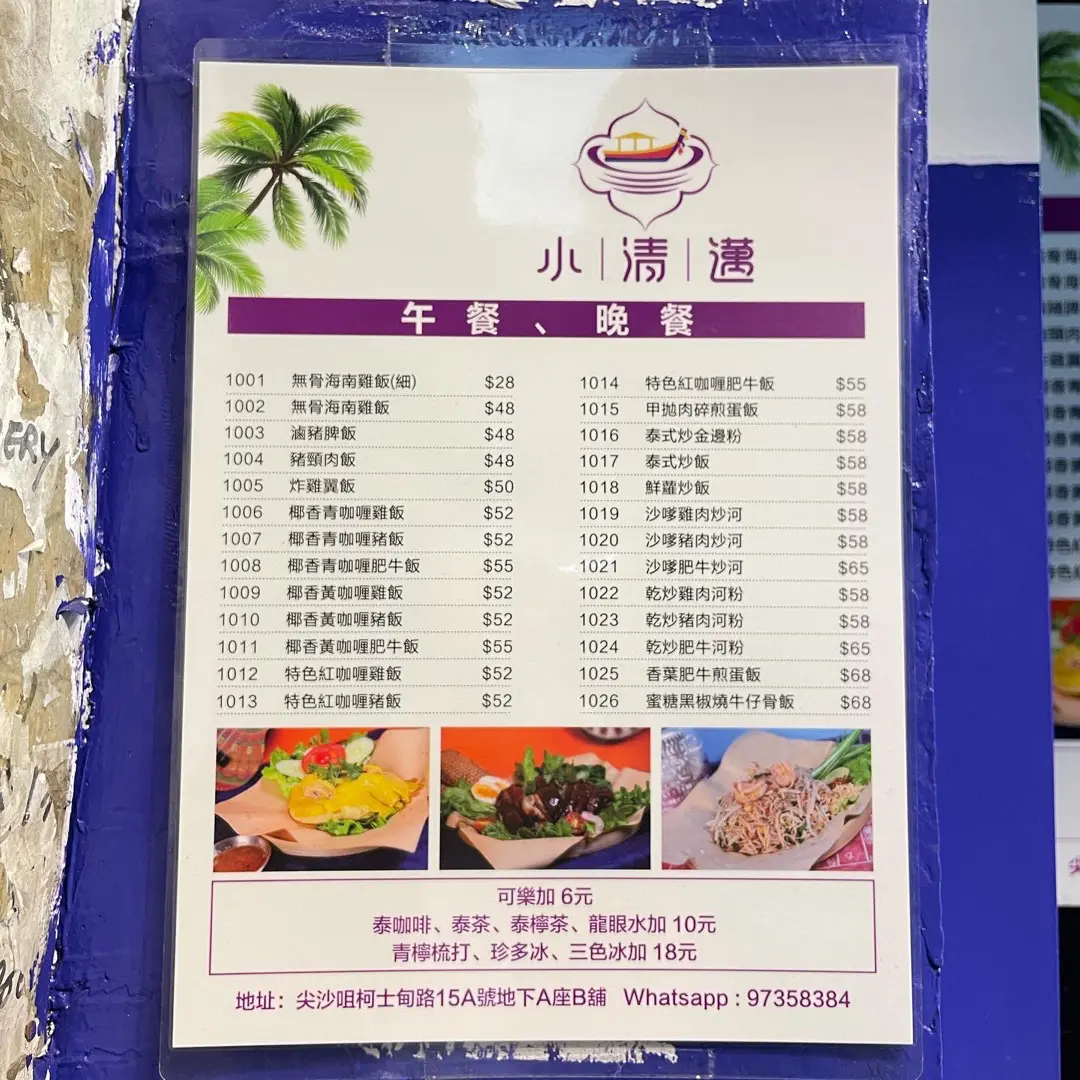 小|清|邁
午餐、晚餐
1001 無骨海南雞飯(細) $28
1002 無骨海南雞飯 $48
1003 滷豬脾飯 $48
1004 豬頸肉飯 $48
1005 炸雞翼飯 $50
1006 椰香青咖喱雞飯 $52
1007 椰香青咖喱豬飯 $52
1008 椰香青咖喱肥牛飯 $55
1009 椰香黃咖喱雞飯 $52
1010 椰香黃咖喱豬飯 $52
1011 椰香黃咖喱肥牛飯 $55
1012 特色紅咖喱雞飯 $52
1013 特色紅咖喱豬飯 $52
1014 特色紅咖喱肥牛飯 $55
1015 甲拋肉碎煎蛋飯 $58
1016 泰式炒金邊粉 $58
1017 泰式炒飯 $58
1018 鮮蘿炒飯 $58
1019 沙嗲雞肉炒河 $58
1020 沙嗲豬肉炒河 $58
1021 沙嗲肥牛炒河 $65
1022 乾炒雞肉河粉 $58
1023 乾炒豬肉河粉 $58
1024 乾炒肥牛河粉 $65
1025 香葉肥牛煎蛋飯 $68
1026 蜜糖黑椒燒牛仔骨飯 $68
可樂加 6元
泰咖啡、泰茶、泰檸茶、龍眼水加 10元
青檸梳打、珍多冰、三色冰加 18元
地址：尖沙咀柯士甸路15A號地下A座B舖 Whatsapp : 97358384
ERY